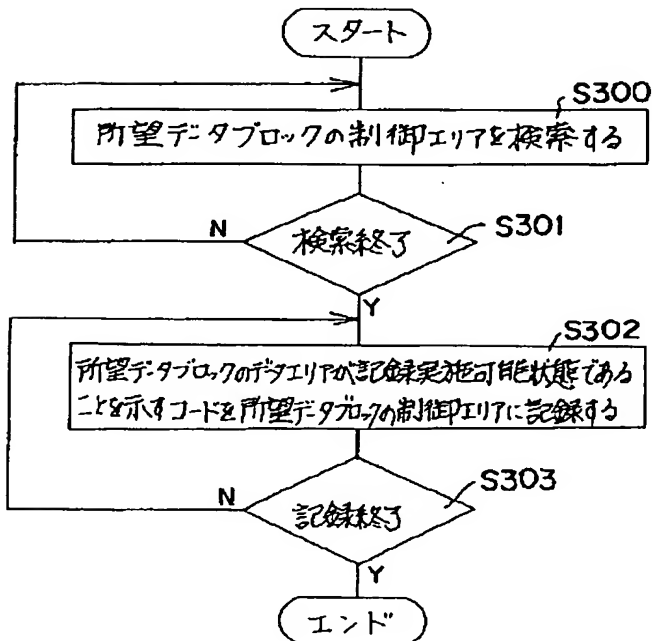 スタート
S300
所望データブロックの制御エリアを検索する
N
検索終了
S301
Y
S302
所望データブロックのデータエリアが記録実施可能状態である
ことを示すコードを所望データブロックの制御エリアに記録する
N
記録終了
S303
Y
エンド